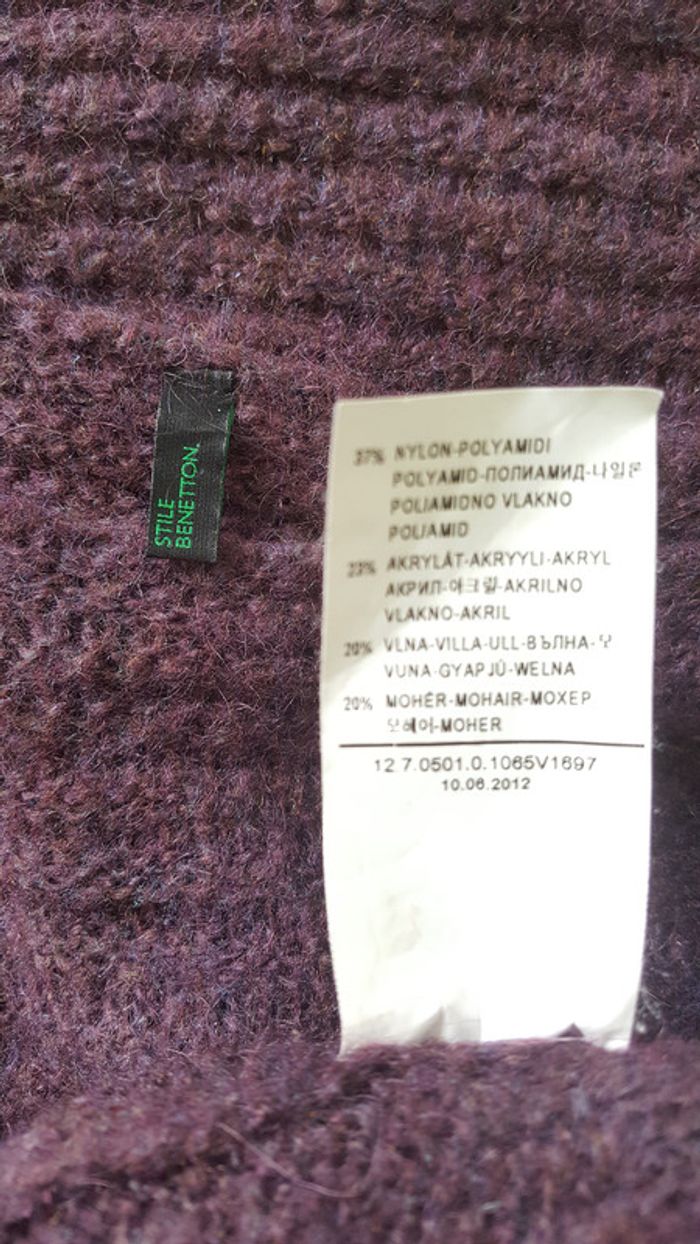 STILE
BENETTON.
37% NYLON-POLYAMIDI
POLYAMID-ПОЛИАМИД-나일론
POLIAMIDNO VLAKNO
POLIAMID
23% AKRYLÁT-AKRYYLI-AKRYL
АКРИЛ-아크릴-AKRILNO
VLAKNO-AKRIL
20% VLNA-VILLA-ULL-ВЪЛНА-모
VUNA-GYAPJÚ-WELNA
20% MOHÉR-MOHAIR-МОХЕР
모헤어-MOHER
12.7.0501.0.1065V1697
10.06.2012